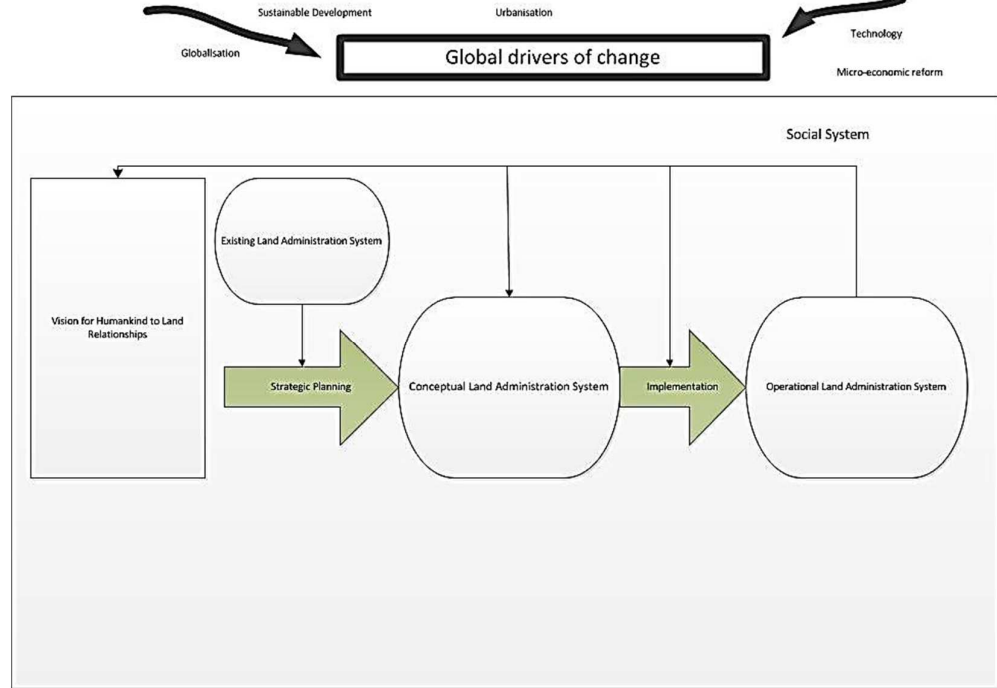 Sustainable Development
Urbanisation
Globalisation
Technology
Global drivers of change
Micro-economic reform
Social System
Existing Land Administration System
Vision for Humankind to Land
Relationships
Strategic Planning
Conceptual Land Administration System
Implementation
Operational Land Administration System